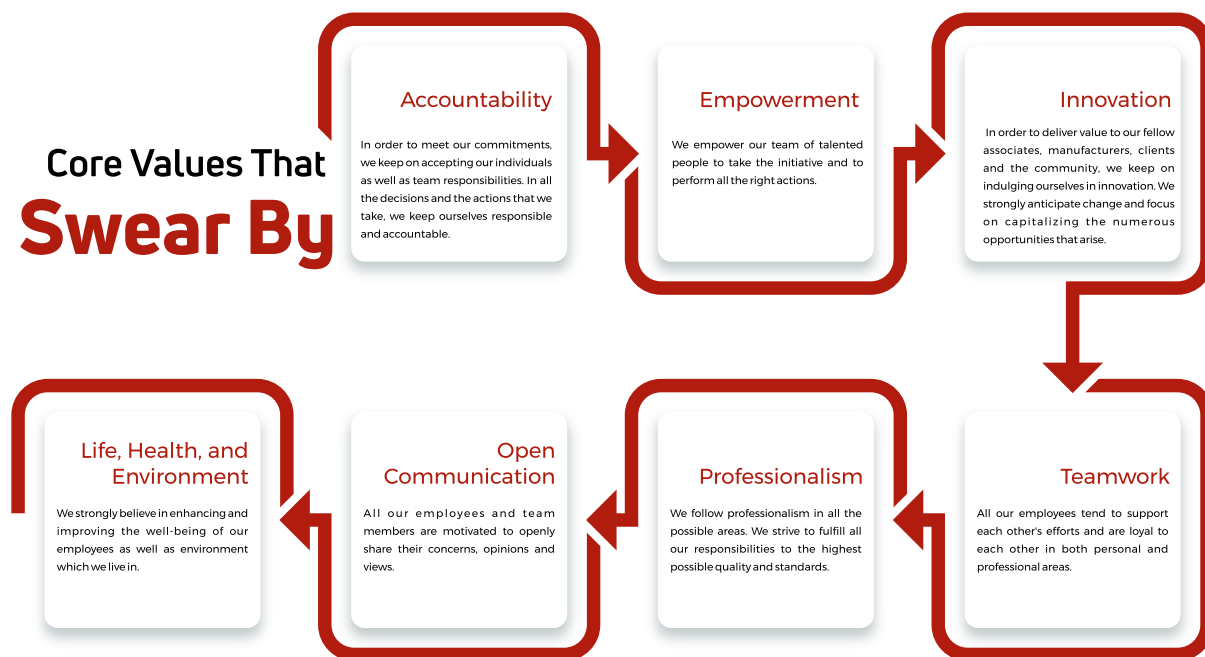 Core Values That
Swear By
Accountability
In order to meet our commitments,
we keep on accepting our individuals
as well as team responsibilities. In all
the decisions and the actions that we
take, we keep ourselves responsible
and accountable.
Empowerment
We empower our team of talented
people to take the initiative and to
perform all the right actions.
Innovation
In order to deliver value to our fellow
associates, manufacturers, clients
and the community, we keep on
indulging ourselves in innovation. We
strongly anticipate change and focus
on capitalizing the numerous
opportunities that arise.
Teamwork
All our employees tend to support
each other's efforts and are loyal to
each other in both personal and
professional areas.
Professionalism
We follow professionalism in all the
possible areas. We strive to fulfill all
our responsibilities to the highest
possible quality and standards.
Open
Communication
All our employees and team
members are motivated to openly
share their concerns, opinions and
views.
Life, Health, and
Environment
We strongly believe in enhancing and
improving the well-being of our
employees as well as environment
which we live in.